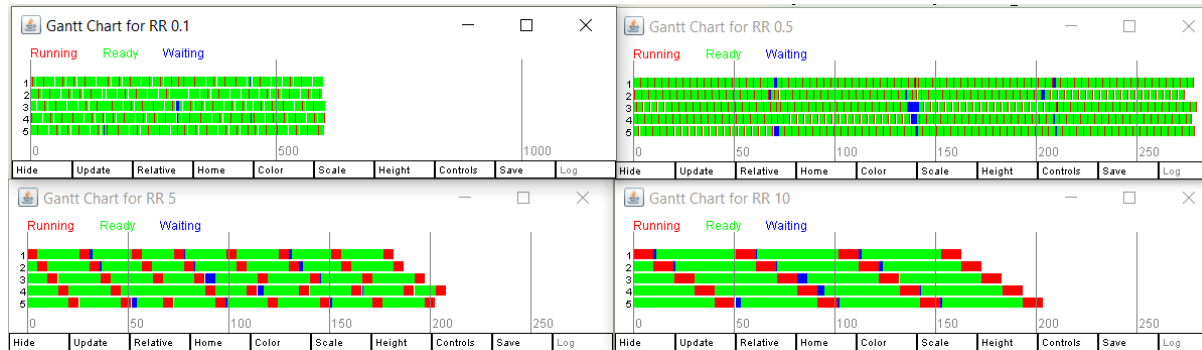 Gantt Chart for RR 0.1
Running Ready Waiting
1
2
3
4
5
0 500 1000
Hide Update Relative Home Color Scale Height Controls Save Log
Gantt Chart for RR 0.5
Running Ready Waiting
1
2
3
4
5
0 50 100 150 200 250
Hide Update Relative Home Color Scale Height Controls Save Log
Gantt Chart for RR 5
Running Ready Waiting
1
2
3
4
5
0 50 100 150 200 250
Hide Update Relative Home Color Scale Height Controls Save Log
Gantt Chart for RR 10
Running Ready Waiting
1
2
3
4
5
0 50 100 150 200 250
Hide Update Relative Home Color Scale Height Controls Save Log